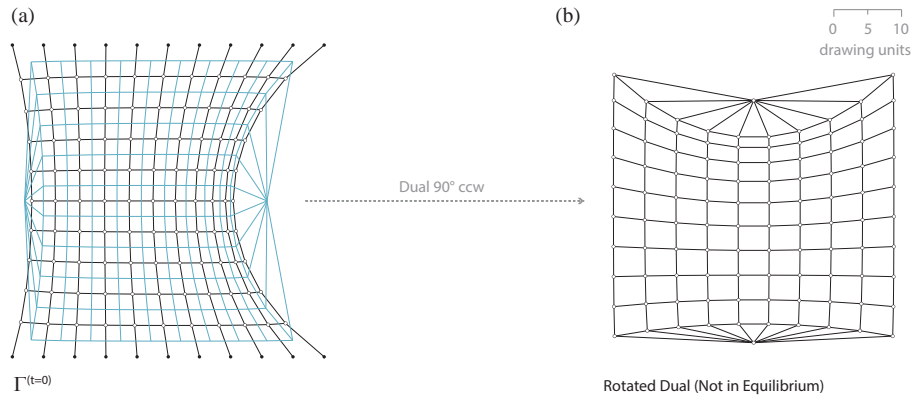 (a)
(b)
0 5 10
drawing units
Dual 90° ccw
Γ(t=0)
Rotated Dual (Not in Equilibrium)